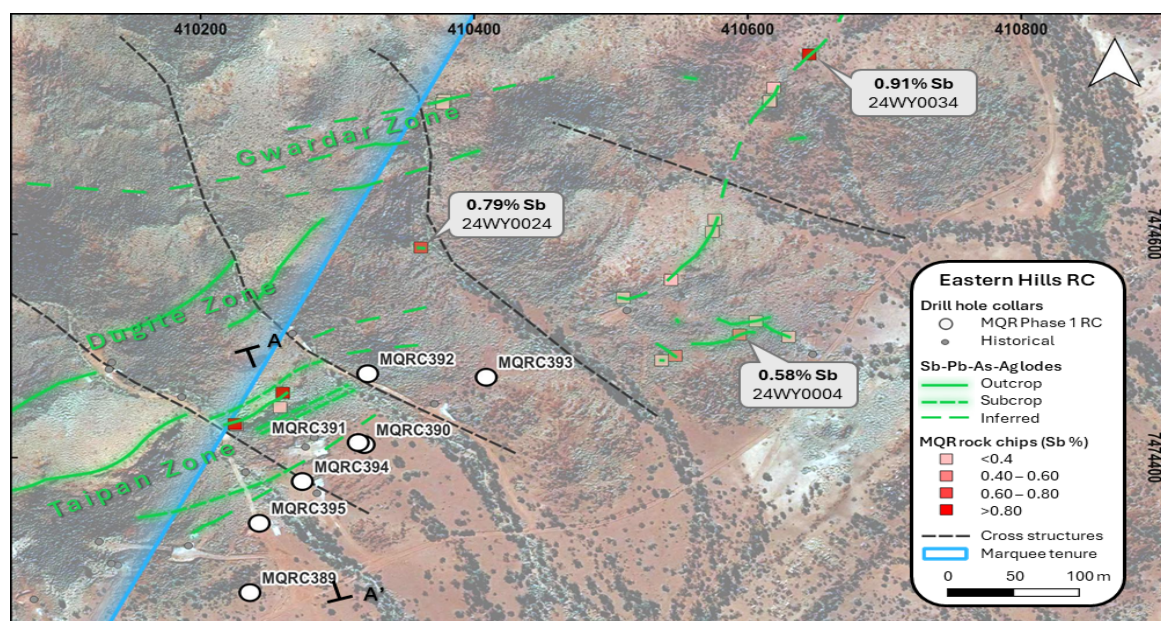 410200
410400
410600
410800
0.91% Sb
24WY0034
Gwardar Zone
0.79% Sb
24WY0024
7474600
Dugite Zone
A
MQRC392
MQRC393
0.58% Sb
24WY0004
MQRC391
MQRC390
Taipan Zone
MQRC394
7474400
MQRC395
MQRC389
A'
Eastern Hills RC
Drill hole collars
MQR Phase 1 RC
Historical
Sb-Pb-As-Aglodes
Outcrop
Subcrop
Inferred
MQR rock chips (Sb %)
<0.4
0.40 – 0.60
0.60 – 0.80
>0.80
Cross structures
Marquee tenure
0 50 100 m